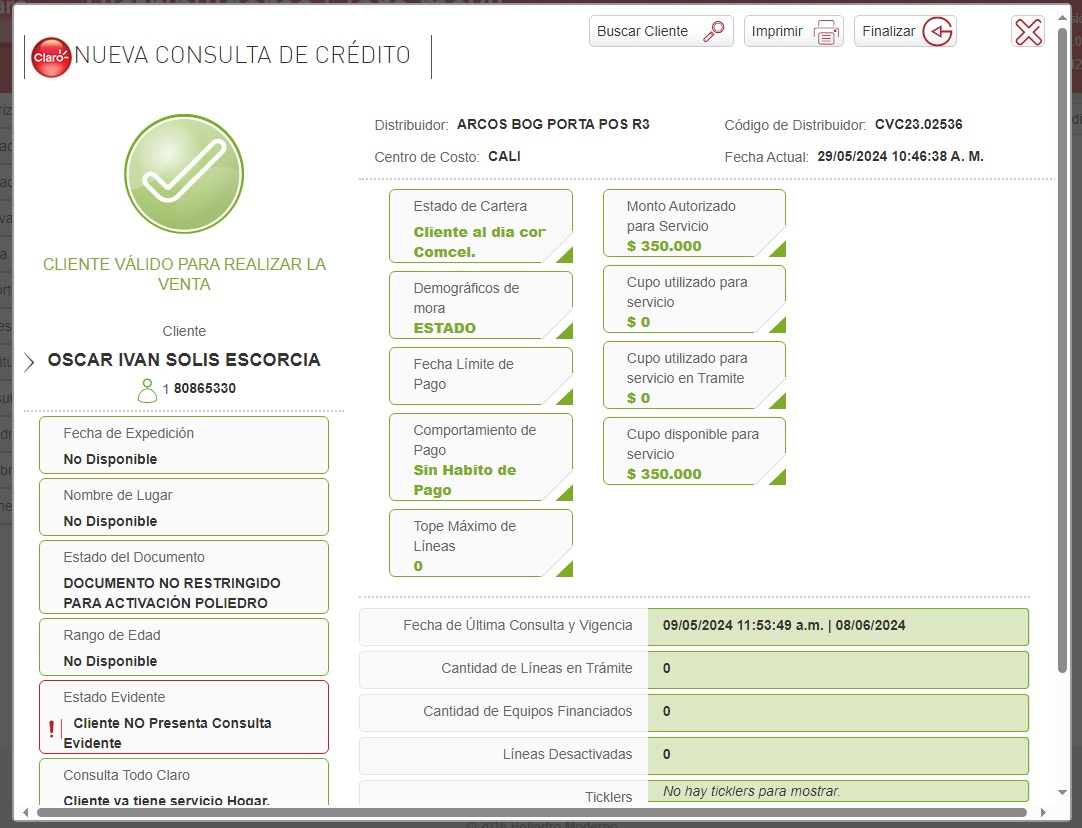 Buscar Cliente
Imprimir
Finalizar
Claro
NUEVA CONSULTA DE CRÉDITO
Distribuidor: ARCOS BOG PORTA POS R3
Código de Distribuidor: CVC23.02536
Centro de Costo: CALI
Fecha Actual: 29/05/2024 10:46:38 A. M.
CLIENTE VÁLIDO PARA REALIZAR LA
VENTA
Cliente
OSCAR IVAN SOLIS ESCORCIA
1 80865330
Fecha de Expedición
No Disponible
Nombre de Lugar
No Disponible
Estado del Documento
DOCUMENTO NO RESTRINGIDO
PARA ACTIVACIÓN POLIEDRO
Rango de Edad
No Disponible
Estado Evidente
! Cliente NO Presenta Consulta
Evidente
Consulta Todo Claro
Cliente ya tiene servicio Hogar.
Estado de Cartera
Cliente al dia con
Comcel.
Demográficos de
mora
ESTADO
Fecha Límite de
Pago
Comportamiento de
Pago
Sin Habito de
Pago
Tope Máximo de
Líneas
0
Monto Autorizado
para Servicio
$ 350.000
Cupo utilizado para
servicio
$ 0
Cupo utilizado para
servicio en Tramite
$ 0
Cupo disponible para
servicio
$ 350.000
Fecha de Última Consulta y Vigencia 09/05/2024 11:53:49 a.m. | 08/06/2024
Cantidad de Líneas en Trámite 0
Cantidad de Equipos Financiados 0
Líneas Desactivadas 0
Ticklers No hay ticklers para mostrar.